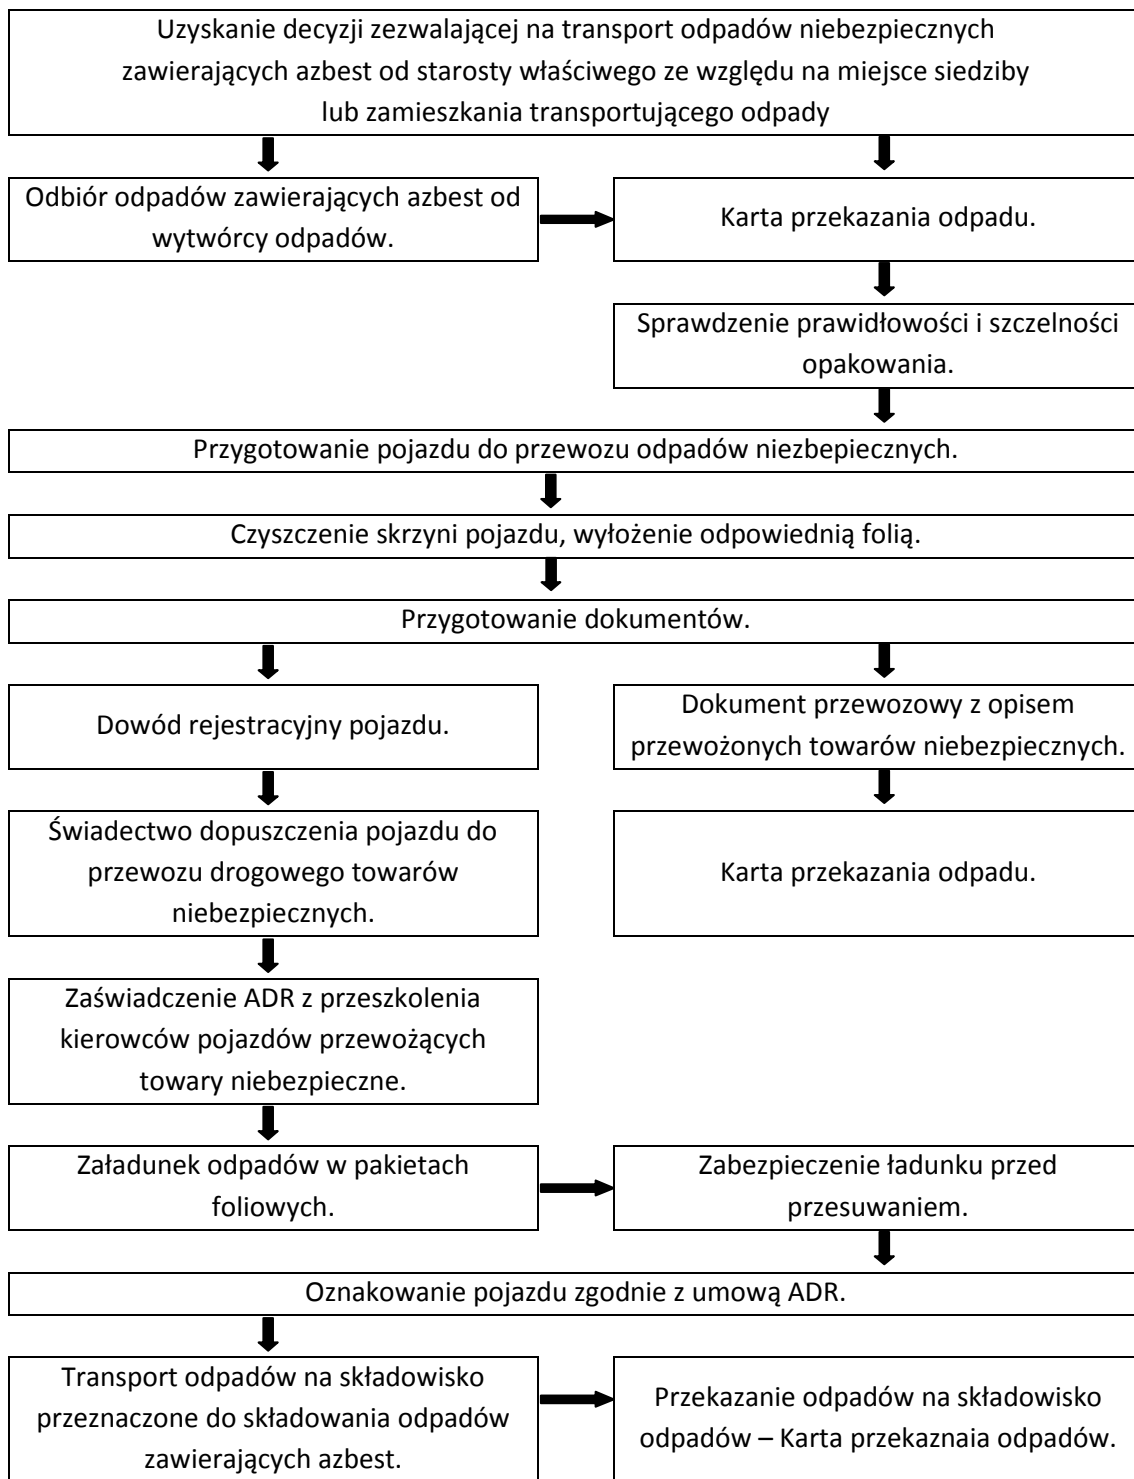 Uzyskanie decyzji zezwalającej na transport odpadów niebezpiecznych
zawierających azbest od starosty właściwego ze względu na miejsce siedziby
lub zamieszkania transportującego odpady
Odbiór odpadów zawierających azbest od
wytwórcy odpadów.
Karta przekazania odpadu.
Sprawdzenie prawidłowości i szczelności
opakowania.
Przygotowanie pojazdu do przewozu odpadów niezbepiecznych.
Czyszczenie skrzyni pojazdu, wyłożenie odpowiednią folią.
Przygotowanie dokumentów.
Dowód rejestracyjny pojazdu.
Dokument przewozowy z opisem
przewożonych towarów niebezpiecznych.
Świadectwo dopuszczenia pojazdu do
przewozu drogowego towarów
niebezpiecznych.
Karta przekazania odpadu.
Zaświadczenie ADR z przeszkolenia
kierowców pojazdów przewożących
towary niebezpieczne.
Załadunek odpadów w pakietach
foliowych.
Zabezpieczenie ładunku przed
przesuwaniem.
Oznakowanie pojazdu zgodnie z umową ADR.
Transport odpadów na składowisko
przeznaczone do składowania odpadów
zawierających azbest.
Przekazanie odpadów na składowisko
odpadów – Karta przekaznaia odpadów.